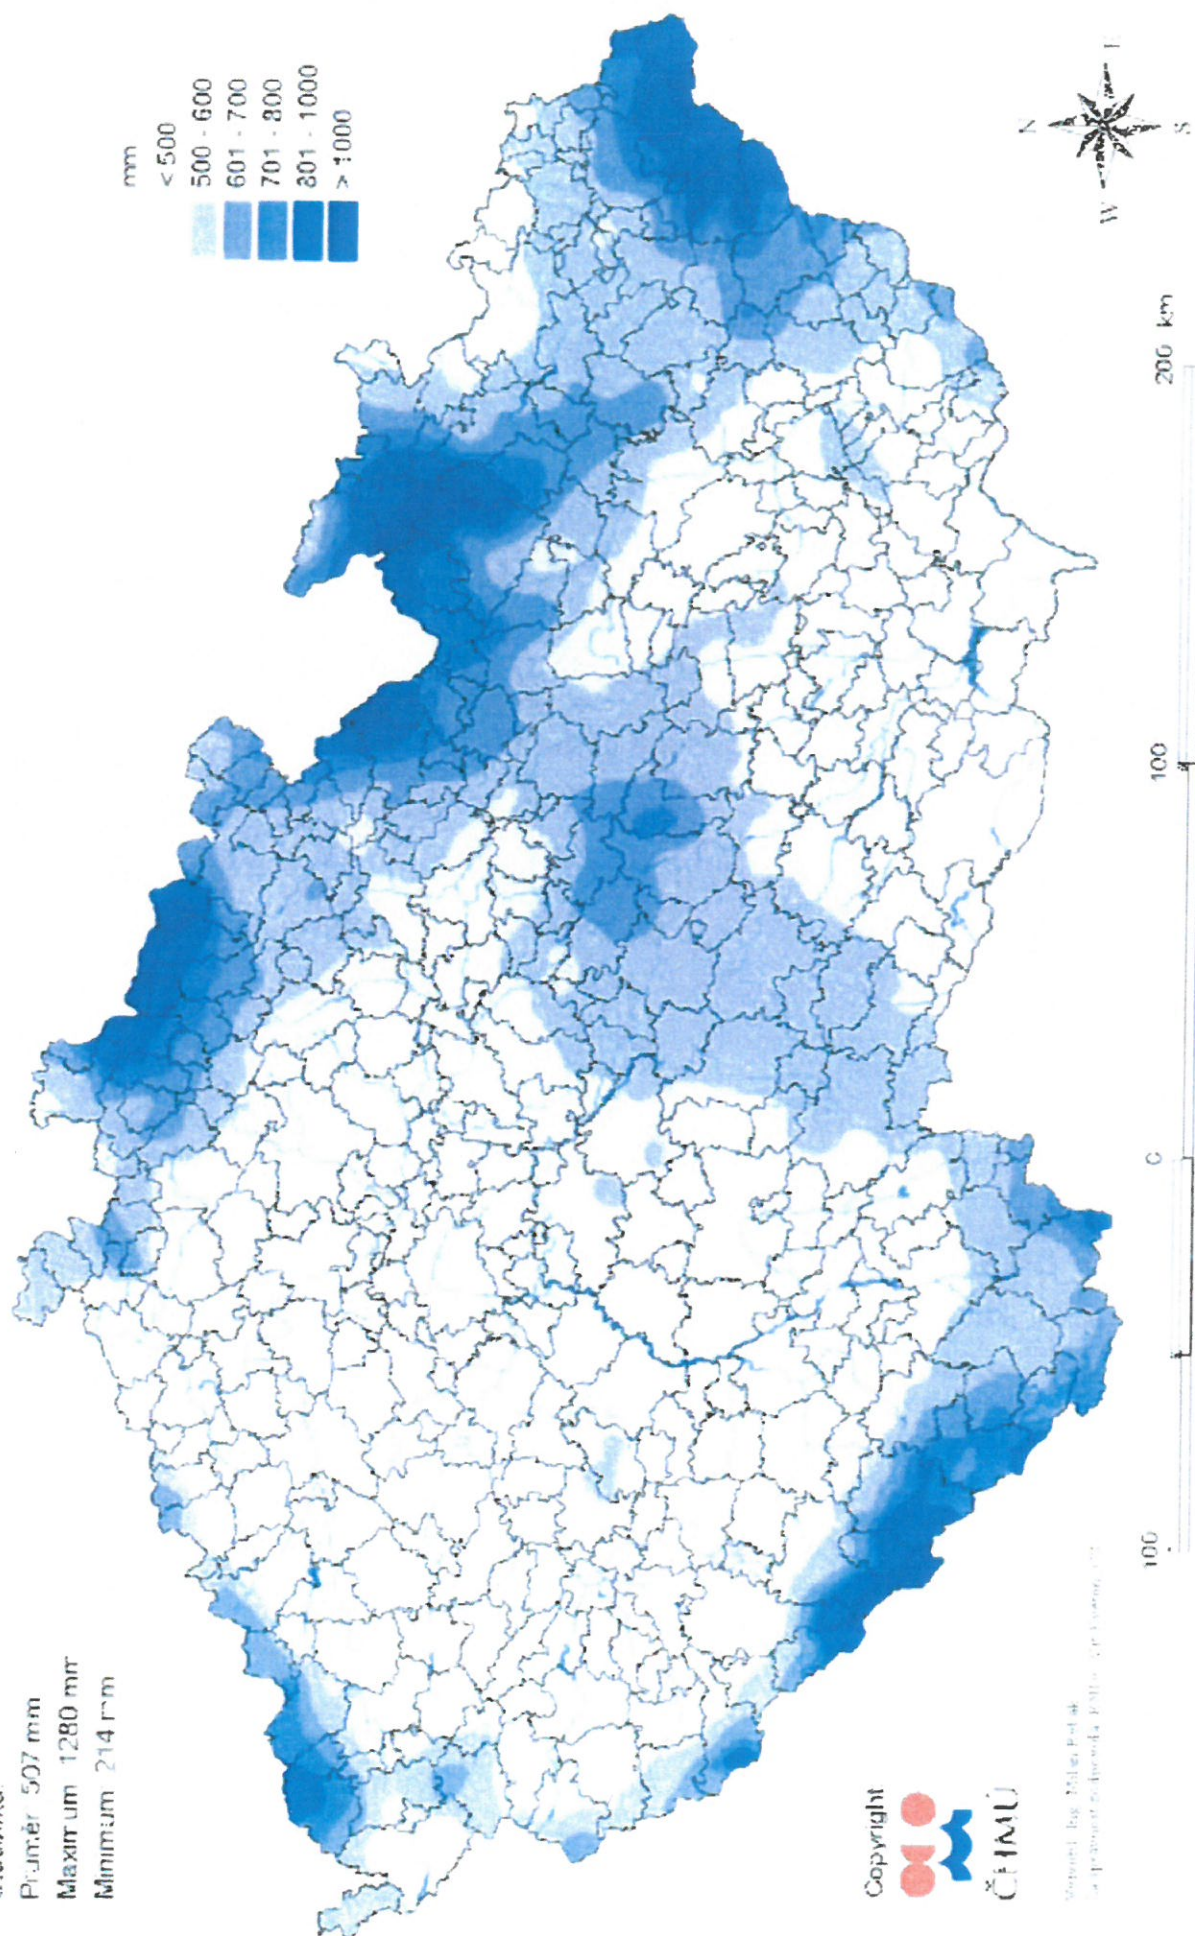 Průměr 507 mm
Maximum 1280 mm
Minimum 214 mm
mm
< 500
500 - 600
601 - 700
701 - 800
801 - 1000
> 1000
N
W E
S
100 0 100 200 km
Copyright
ČHMÚ